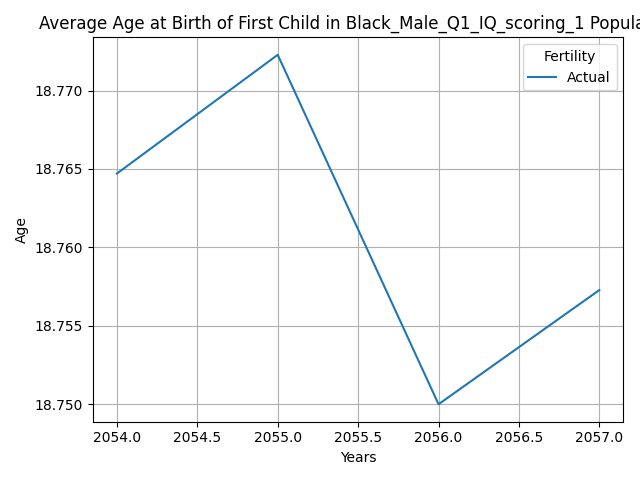 Average Age at Birth of First Child in Black_Male_Q1_IQ_scoring_1 Popula
Fertility
Actual
18.770
18.765
18.760
18.755
18.750
Age
2054.0 2054.5 2055.0 2055.5 2056.0 2056.5 2057.0
Years